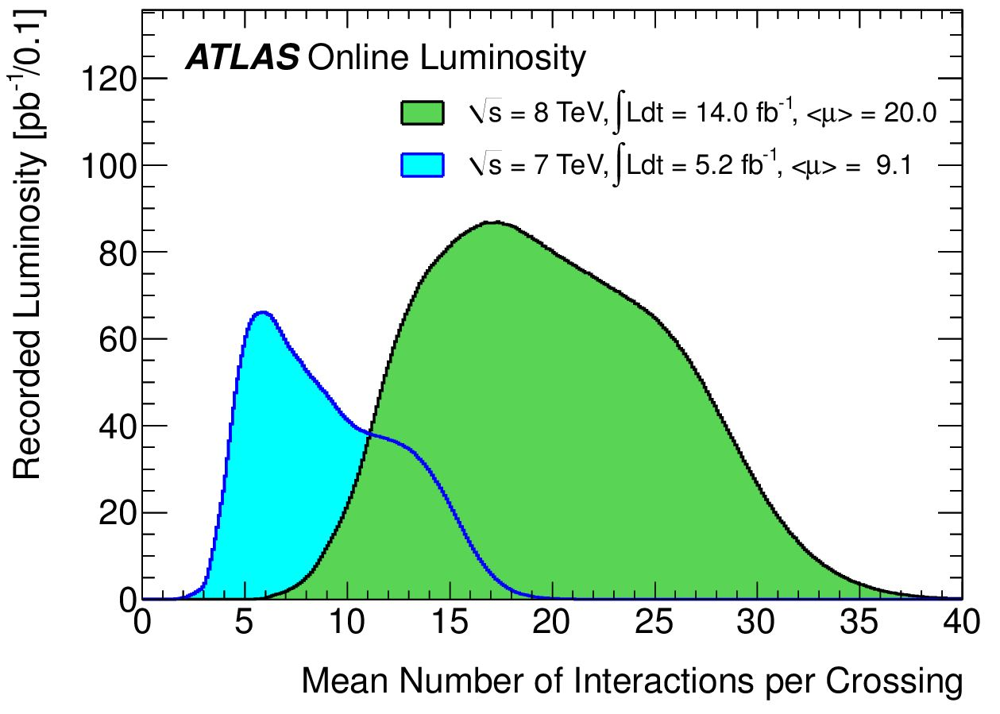 ATLAS Online Luminosity
√s = 8 TeV, ∫Ldt = 14.0 fb⁻¹, <μ> = 20.0
√s = 7 TeV, ∫Ldt = 5.2 fb⁻¹, <μ> = 9.1
Recorded Luminosity [pb⁻¹/0.1]
120
100
80
60
40
20
0
0 5 10 15 20 25 30 35 40
Mean Number of Interactions per Crossing